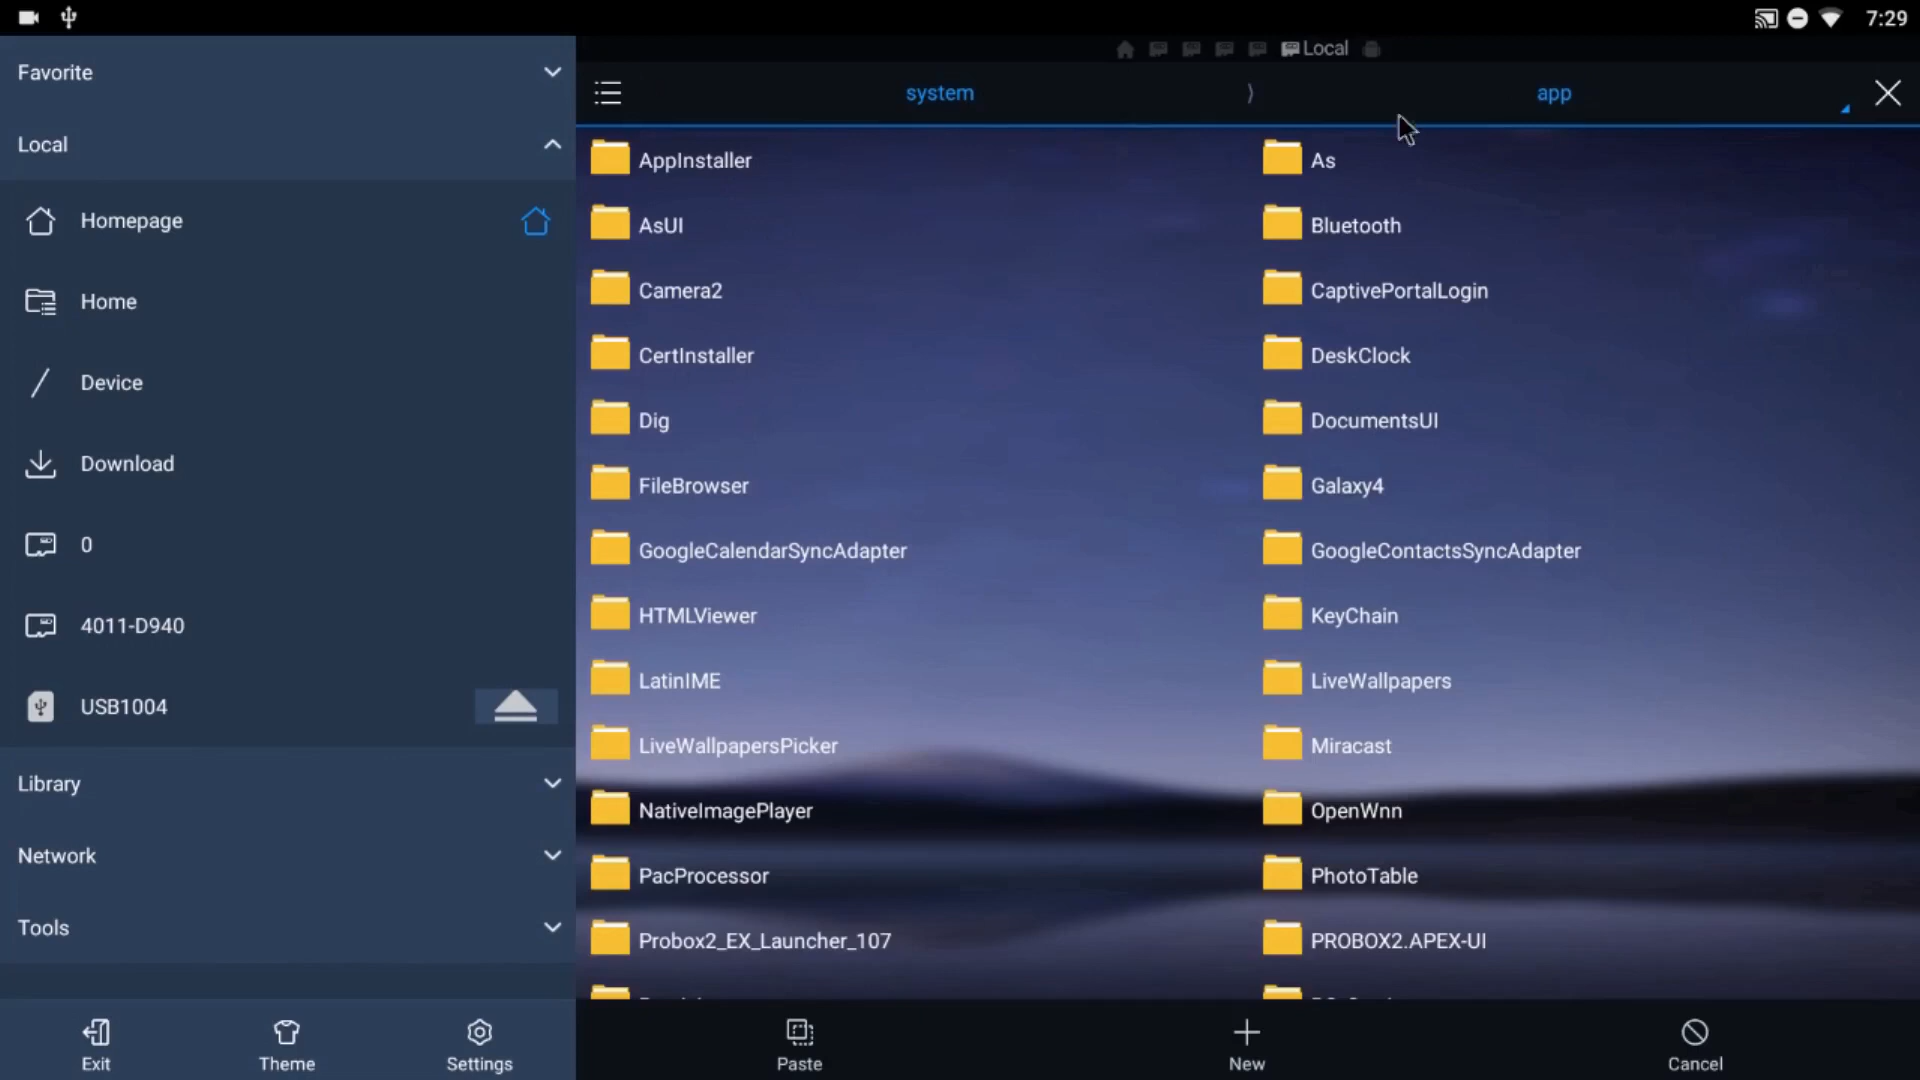 7:29
Local
Favorite
system
app
Local
Homepage
Home
Device
Download
0
4011-D940
USB1004
Library
Network
Tools
Exit
Theme
Settings
AppInstaller
As
AsUI
Bluetooth
Camera2
CaptivePortalLogin
CertInstaller
DeskClock
Dig
DocumentsUI
FileBrowser
Galaxy4
GoogleCalendarSyncAdapter
GoogleContactsSyncAdapter
HTMLViewer
KeyChain
LatinIME
LiveWallpapers
LiveWallpapersPicker
Miracast
NativeImagePlayer
OpenWnn
PacProcessor
PhotoTable
Probox2_EX_Launcher_107
PROBOX2.APEX-UI
Paste
New
Cancel